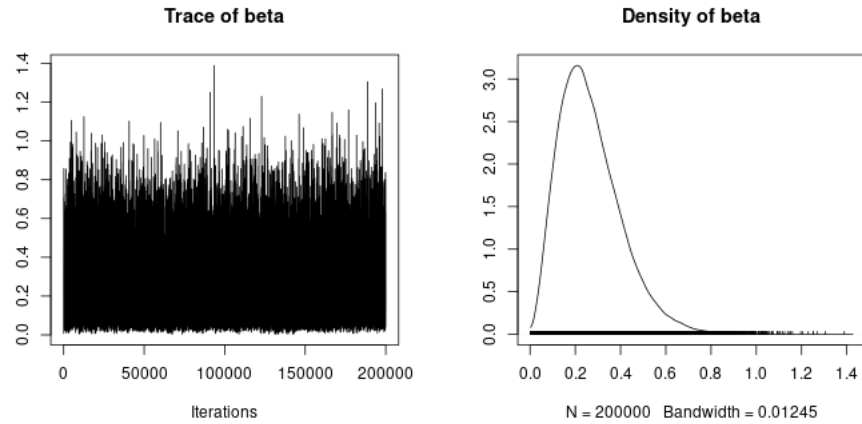 Trace of beta
1.4
1.2
1.0
0.8
0.6
0.4
0.2
0.0
0 50000 100000 150000 200000
Iterations
Density of beta
3.0
2.5
2.0
1.5
1.0
0.5
0.0
0.0 0.2 0.4 0.6 0.8 1.0 1.2 1.4
N = 200000 Bandwidth = 0.01245